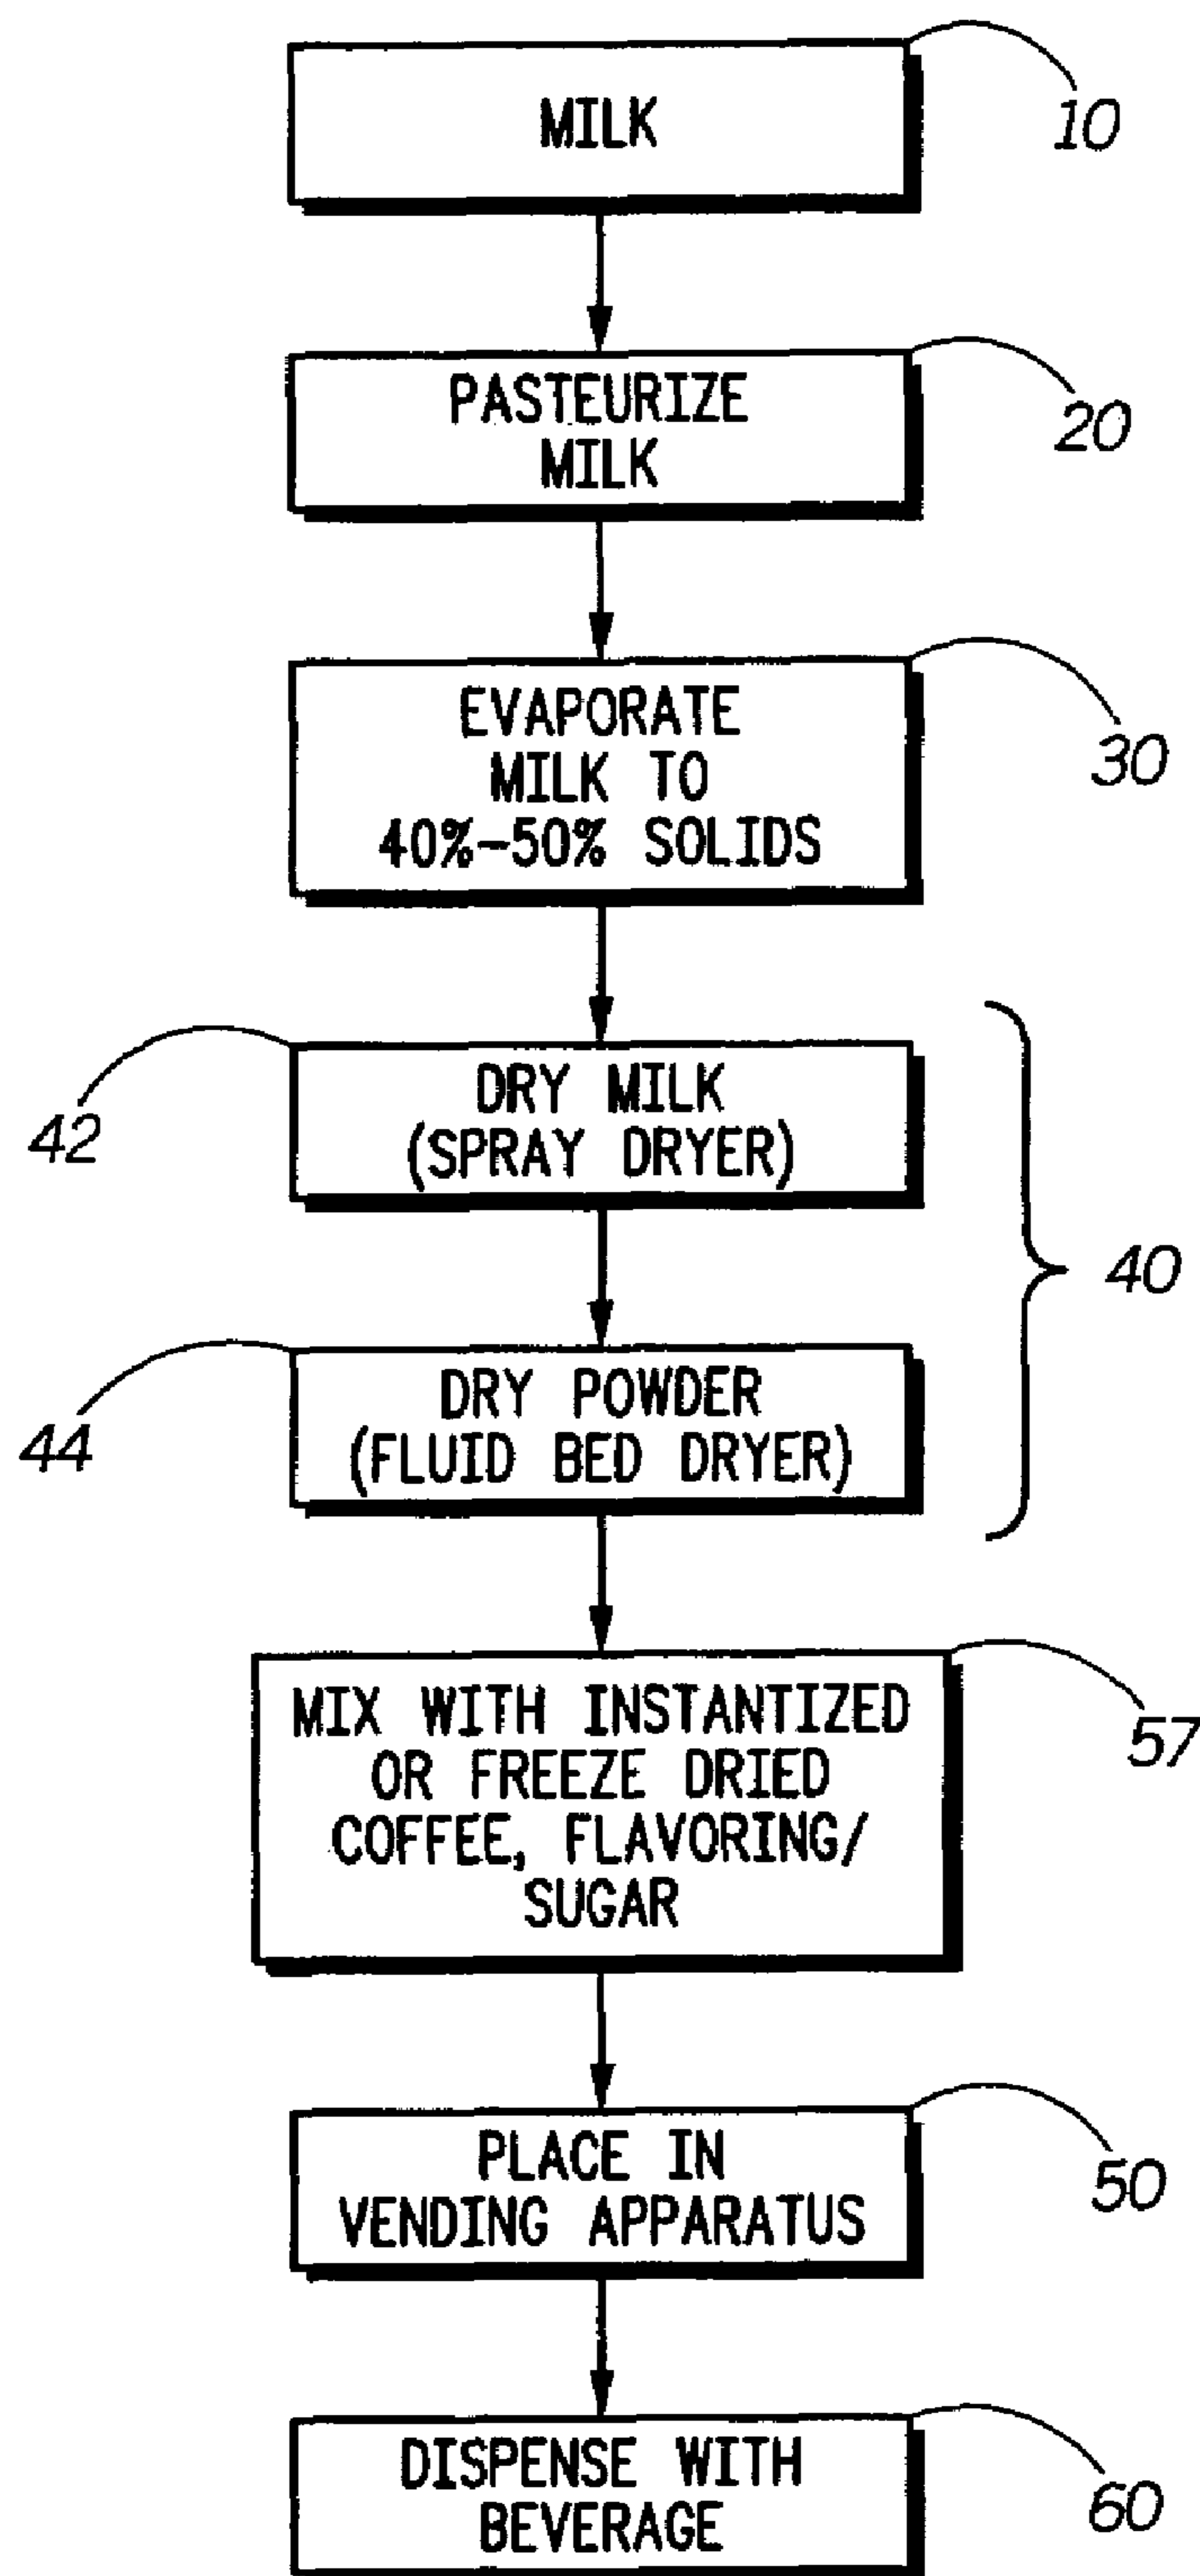 MILK
10
PASTEURIZE
MILK
20
EVAPORATE
MILK TO
40%-50% SOLIDS
30
DRY MILK
(SPRAY DRYER)
42
40
DRY POWDER
(FLUID BED DRYER)
44
MIX WITH INSTANTIZED
OR FREEZE DRIED
COFFEE, FLAVORING/
SUGAR
57
PLACE IN
VENDING APPARATUS
50
DISPENSE WITH
BEVERAGE
60